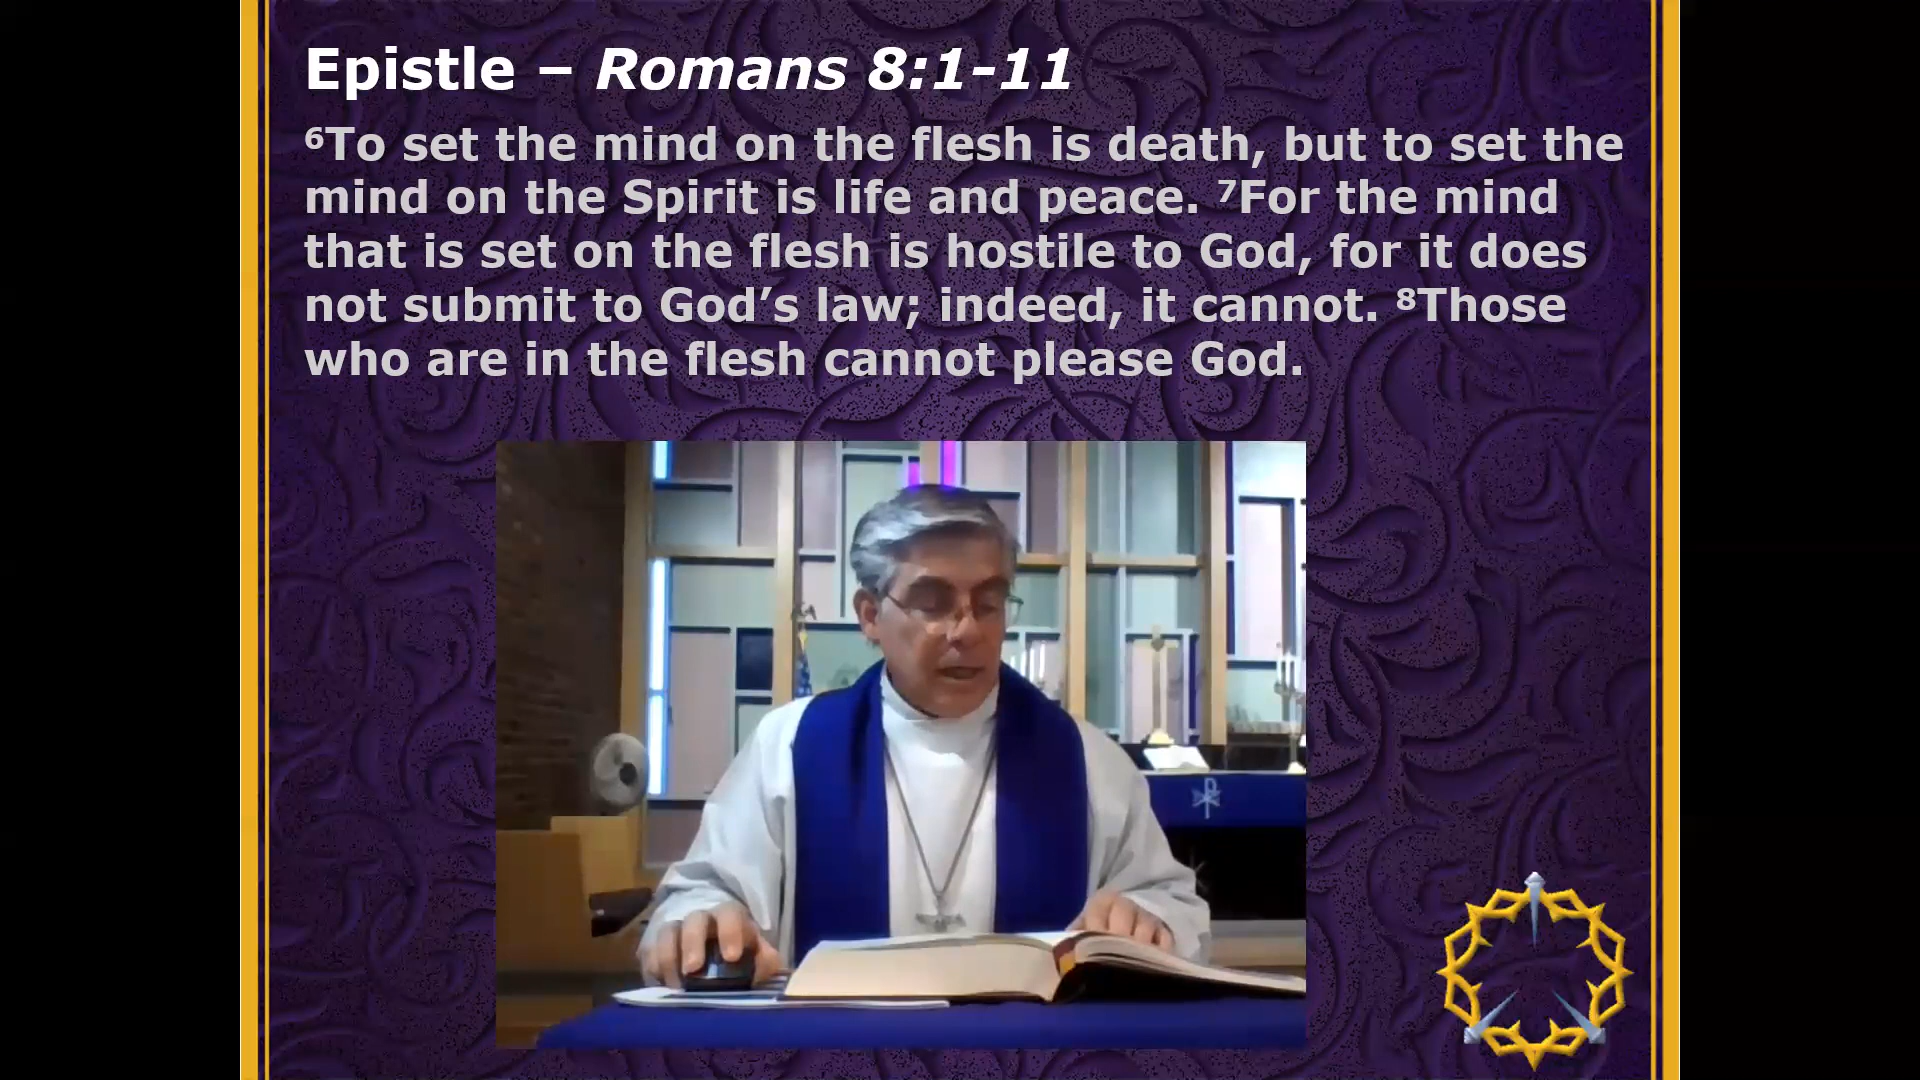 Epistle – Romans 8:1-11
⁶To set the mind on the flesh is death, but to set the
mind on the Spirit is life and peace. ⁷For the mind
that is set on the flesh is hostile to God, for it does
not submit to God’s law; indeed, it cannot. ⁸Those
who are in the flesh cannot please God.